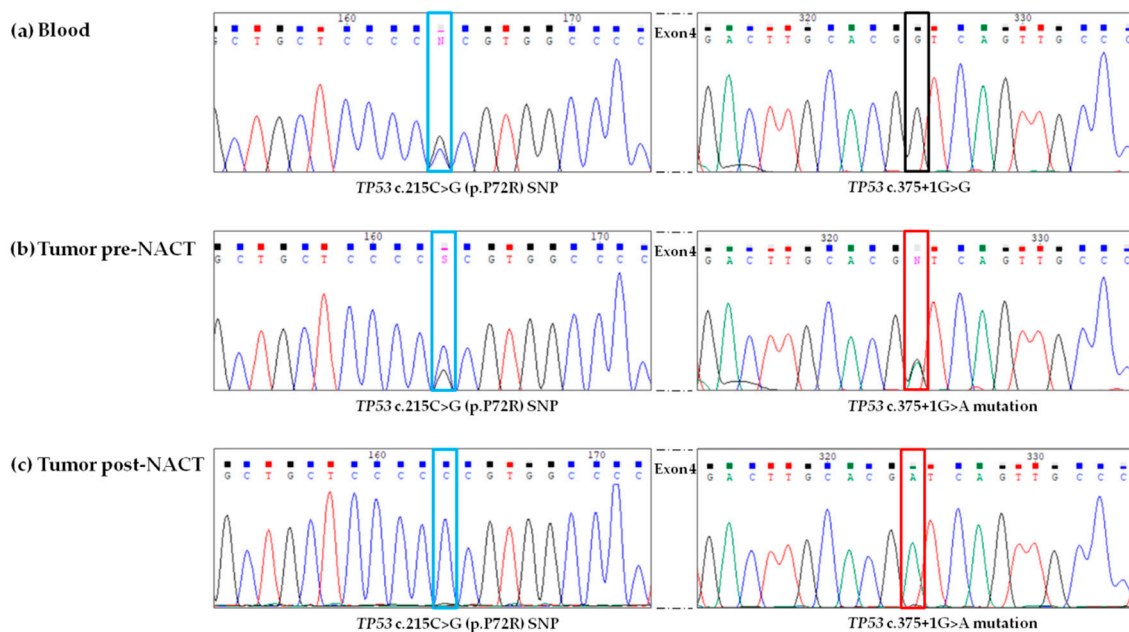 (a) Blood
160 170
G C T G C T C C C C N C G T G G C C C C
TP53 c.215C>G (p.P72R) SNP
Exon4
320 330
G A C T T G C A C G G T C A G T T G C C C
TP53 c.375+1G>G
(b) Tumor pre-NACT
160 170
G C T G C T C C C C S C G T G G C C C C
TP53 c.215C>G (p.P72R) SNP
Exon4
320 330
G A C T T G C A C G N T C A G T T G C C C
TP53 c.375+1G>A mutation
(c) Tumor post-NACT
160 170
G C T G C T C C C C C C G T G G C C C C
TP53 c.215C>G (p.P72R) SNP
Exon4
320 330
G A C T T G C A C G A T C A G T T G C C C
TP53 c.375+1G>A mutation